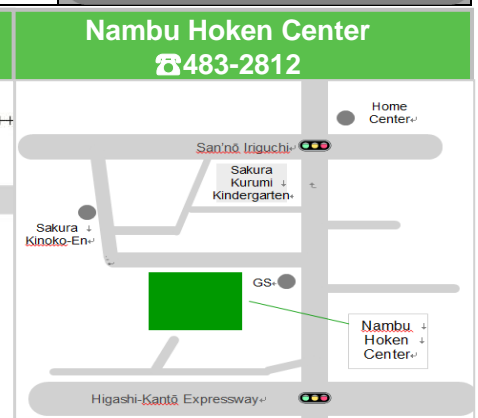 Nambu Hoken Center
☎483-2812
Home
Center
San'nō Iriguchi
Sakura
Kurumi
Kindergarten
Sakura
Kinoko-En
GS
Nambu
Hoken
Center
Higashi-Kantō Expressway